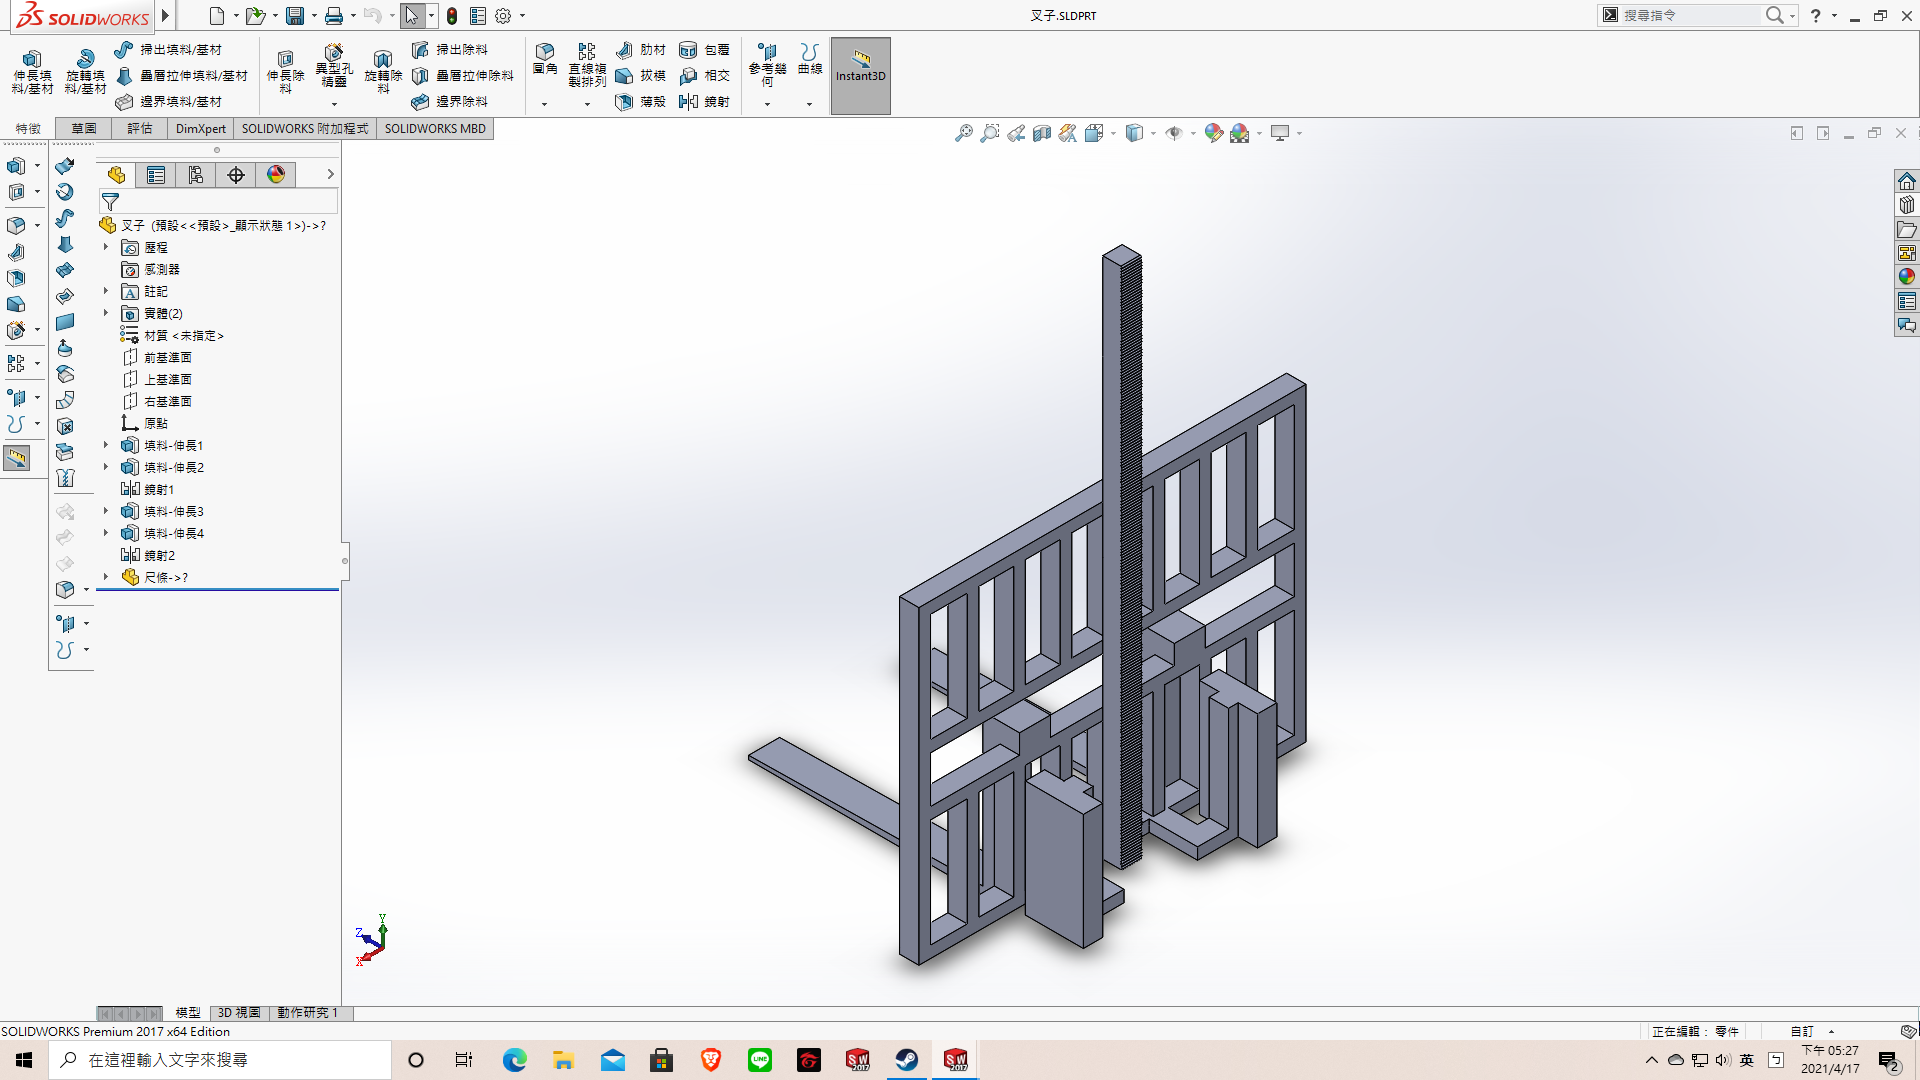 SOLIDWORKS
叉子.SLDPRT
搜尋指令
伸長填料/基材
旋轉填料/基材
掃出填料/基材
疊層拉伸填料/基材
邊界填料/基材
伸長除料
異型孔精靈
旋轉除料
掃出除料
疊層拉伸除料
邊界除料
圓角
直線複製排列
肋材
拔模
薄殼
包覆
相交
鏡射
參考幾何
曲線
Instant3D
特徵
草圖
評估
DimXpert
SOLIDWORKS 附加程式
SOLIDWORKS MBD
叉子 (預設<<預設>_顯示狀態 1>)->?
歷程
感測器
註記
實體(2)
材質 <未指定>
前基準面
上基準面
右基準面
原點
填料-伸長1
填料-伸長2
鏡射1
填料-伸長3
填料-伸長4
鏡射2
尺條->?
Y
Z
X
模型
3D 視圖
動作研究 1
SOLIDWORKS Premium 2017 x64 Edition
正在編輯： 零件
自訂
在這裡輸入文字來搜尋
英
下午 05:27
2021/4/17
2